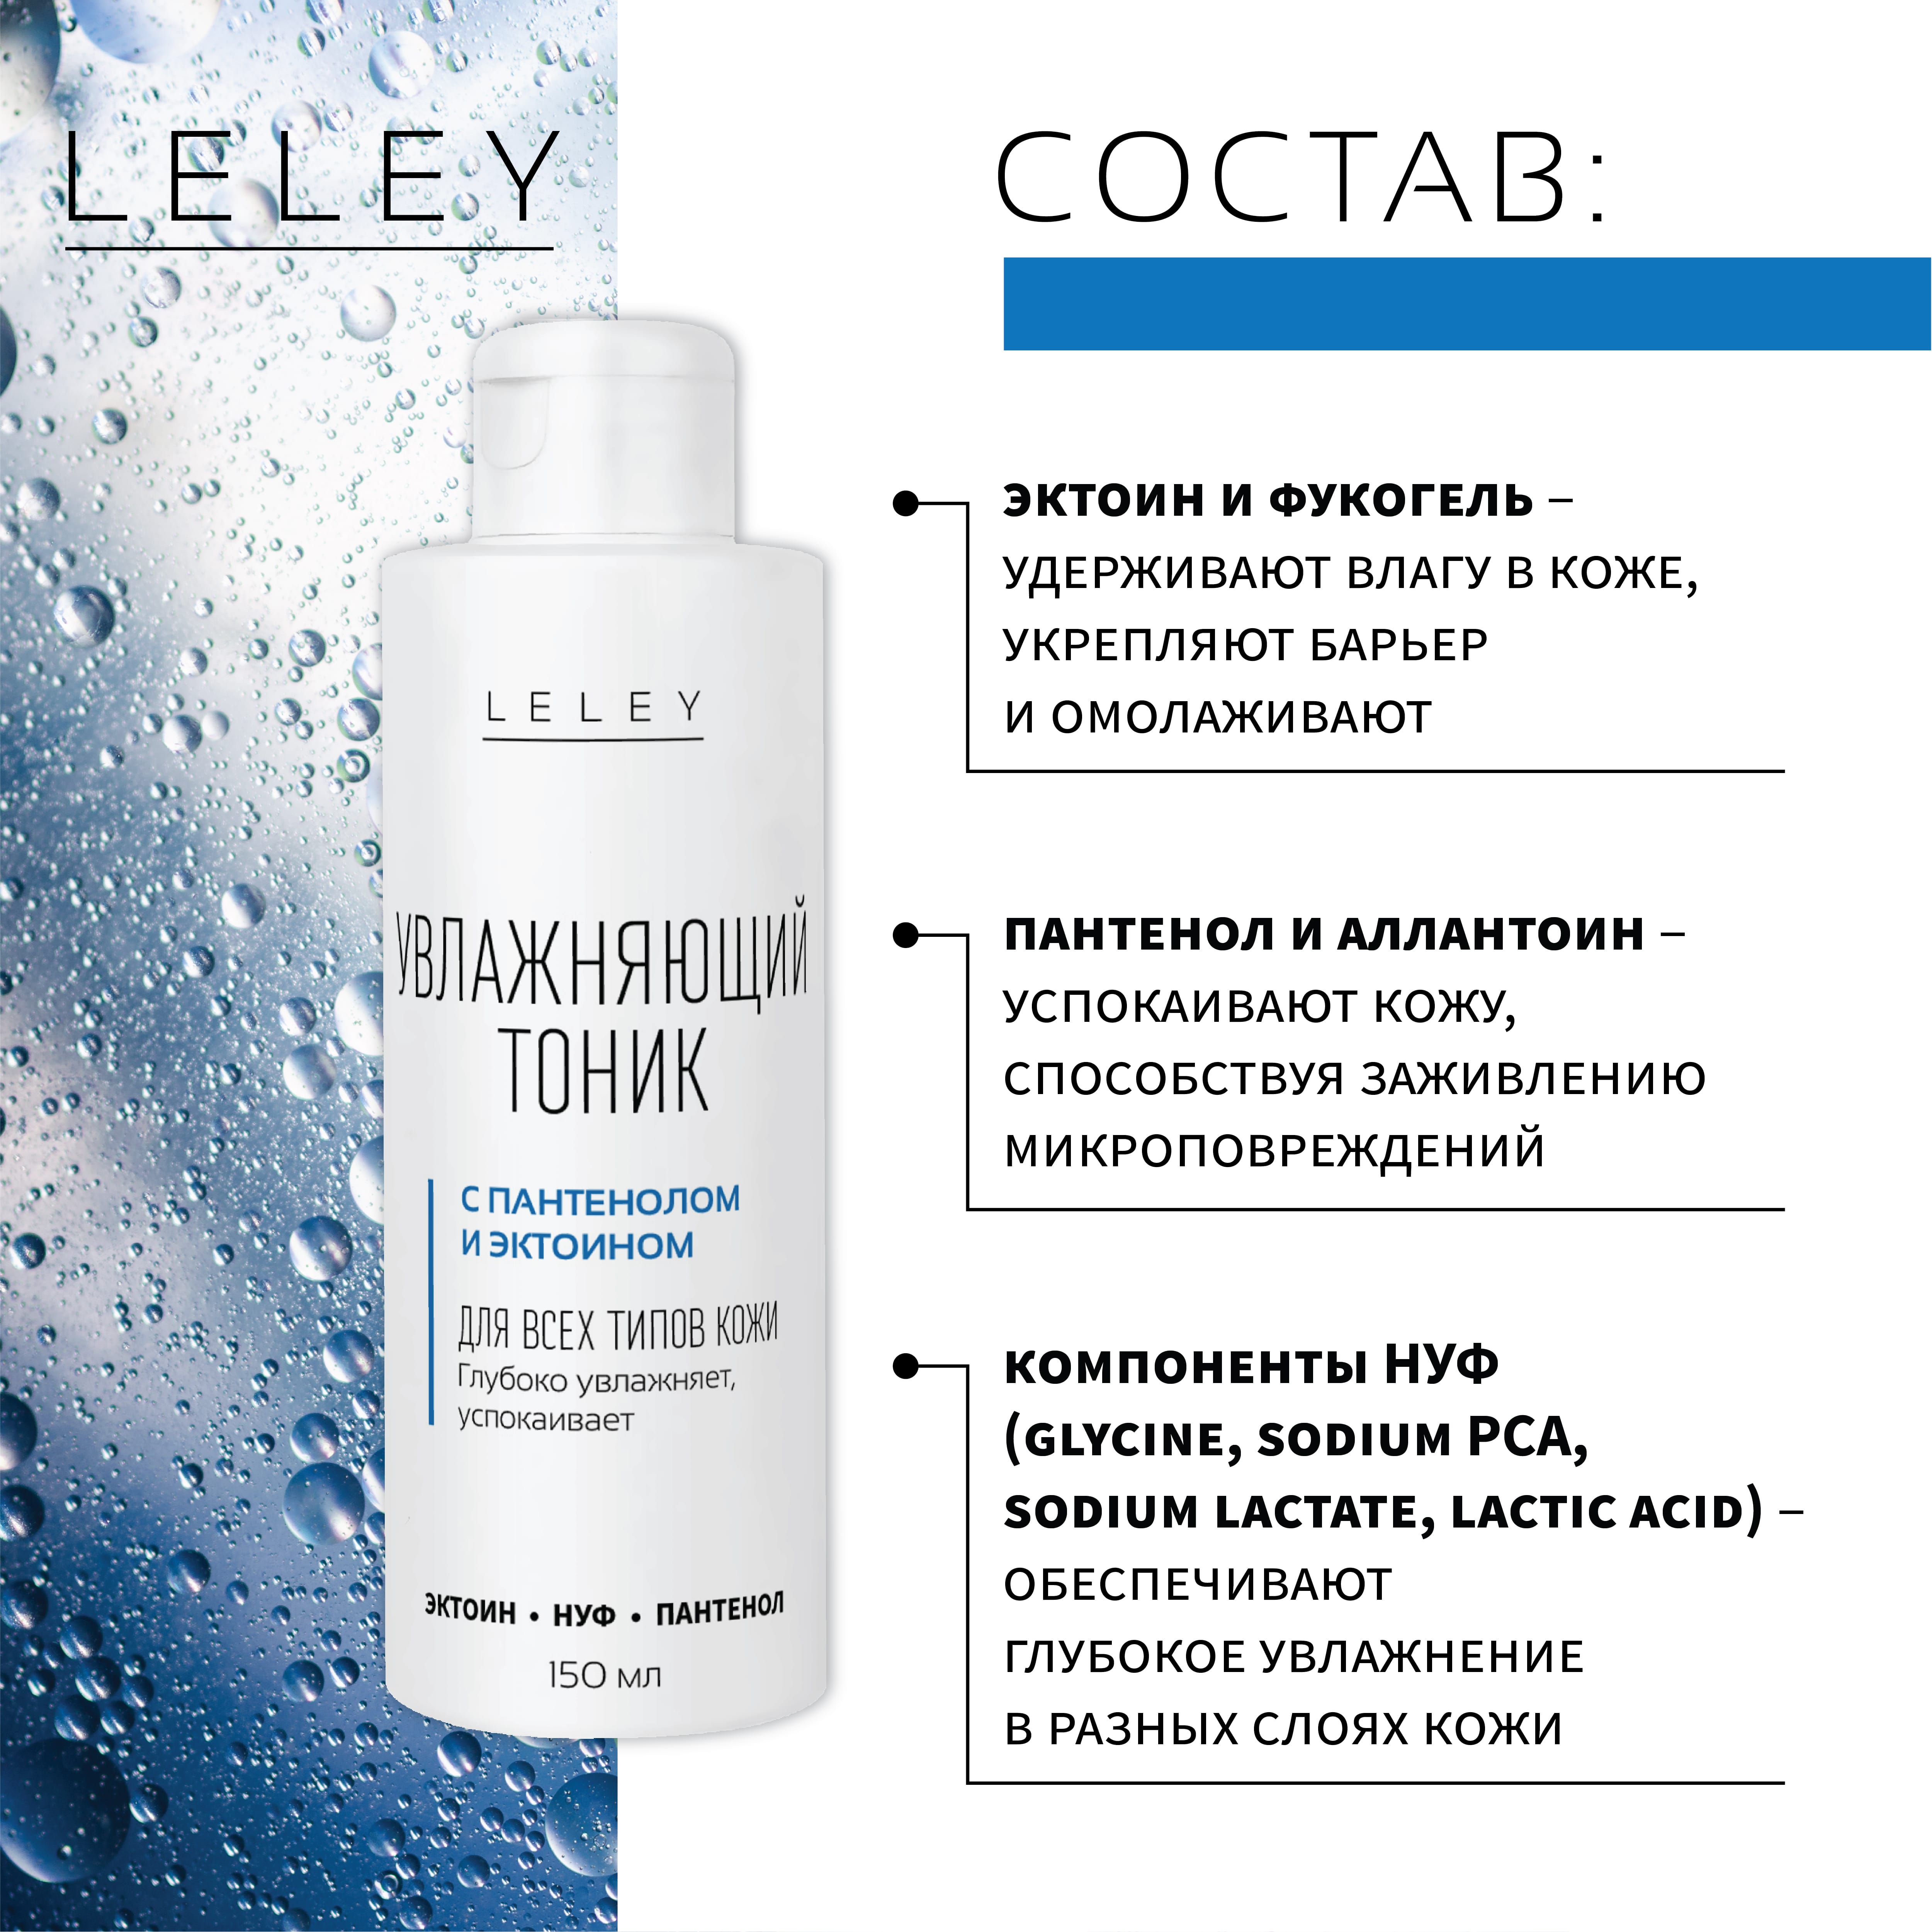 LELEY
СОСТАВ:
ЭКТОИН И ФУКОГЕЛЬ –
УДЕРЖИВАЮТ ВЛАГУ В КОЖЕ,
УКРЕПЛЯЮТ БАРЬЕР
И ОМОЛАЖИВАЮТ
ПАНТЕНОЛ И АЛЛАНТОИН –
УСПОКАИВАЮТ КОЖУ,
СПОСОБСТВУЯ ЗАЖИВЛЕНИЮ
МИКРОПОВРЕЖДЕНИЙ
КОМПОНЕНТЫ НУФ
(GLYCINE, SODIUM PCA,
SODIUM LACTATE, LACTIC ACID) –
ОБЕСПЕЧИВАЮТ
ГЛУБОКОЕ УВЛАЖНЕНИЕ
В РАЗНЫХ СЛОЯХ КОЖИ
LELEY
УВЛАЖНЯЮЩИЙ
ТОНИК
С ПАНТЕНОЛОМ
И ЭКТОИНОМ
ДЛЯ ВСЕХ ТИПОВ КОЖИ
Глубоко увлажняет,
успокаивает
ЭКТОИН • НУФ • ПАНТЕНОЛ
150 мл